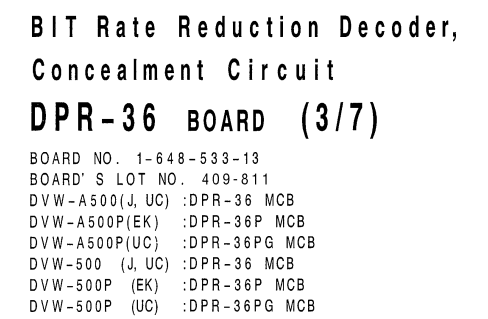 BIT Rate Reduction Decoder,
Concealment Circuit
DPR-36 BOARD (3/7)
BOARD NO. 1-648-533-13
BOARD'S LOT NO. 409-811
DVW-A500(J, UC) :DPR-36 MCB
DVW-A500P(EK) :DPR-36P MCB
DVW-A500P(UC) :DPR-36PG MCB
DVW-500 (J, UC) :DPR-36 MCB
DVW-500P (EK) :DPR-36P MCB
DVW-500P (UC) :DPR-36PG MCB